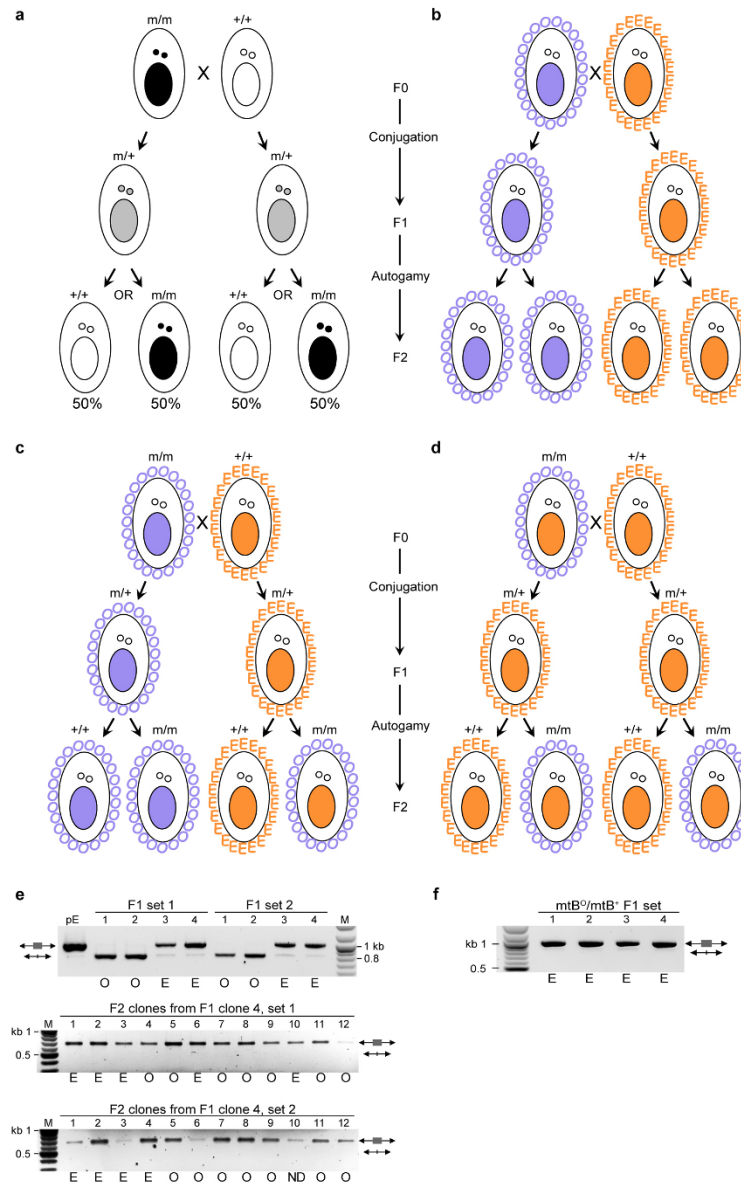 a
m/m
+/+
X
m/+
m/+
+/+
OR
m/m
+/+
OR
m/m
50%
50%
50%
50%
F0
Conjugation
F1
Autogamy
F2
b
X
c
m/m
+/+
X
m/+
m/+
+/+
m/m
+/+
m/m
F0
Conjugation
F1
Autogamy
F2
d
m/m
+/+
X
m/+
m/+
+/+
m/m
+/+
m/m
e
F1 set 1 F1 set 2
pE 1 2 3 4 1 2 3 4 M
1 kb
0.8
O O E E O O E E
F2 clones from F1 clone 4, set 1
M 1 2 3 4 5 6 7 8 9 10 11 12
kb 1
0.5
E E E O O E O O O E O O
F2 clones from F1 clone 4, set 2
M 1 2 3 4 5 6 7 8 9 10 11 12
kb 1
0.5
E E E E O O O O O ND O O
f
mtBᴼ/mtB⁺ F1 set
1 2 3 4
kb 1
0.5
E E E E